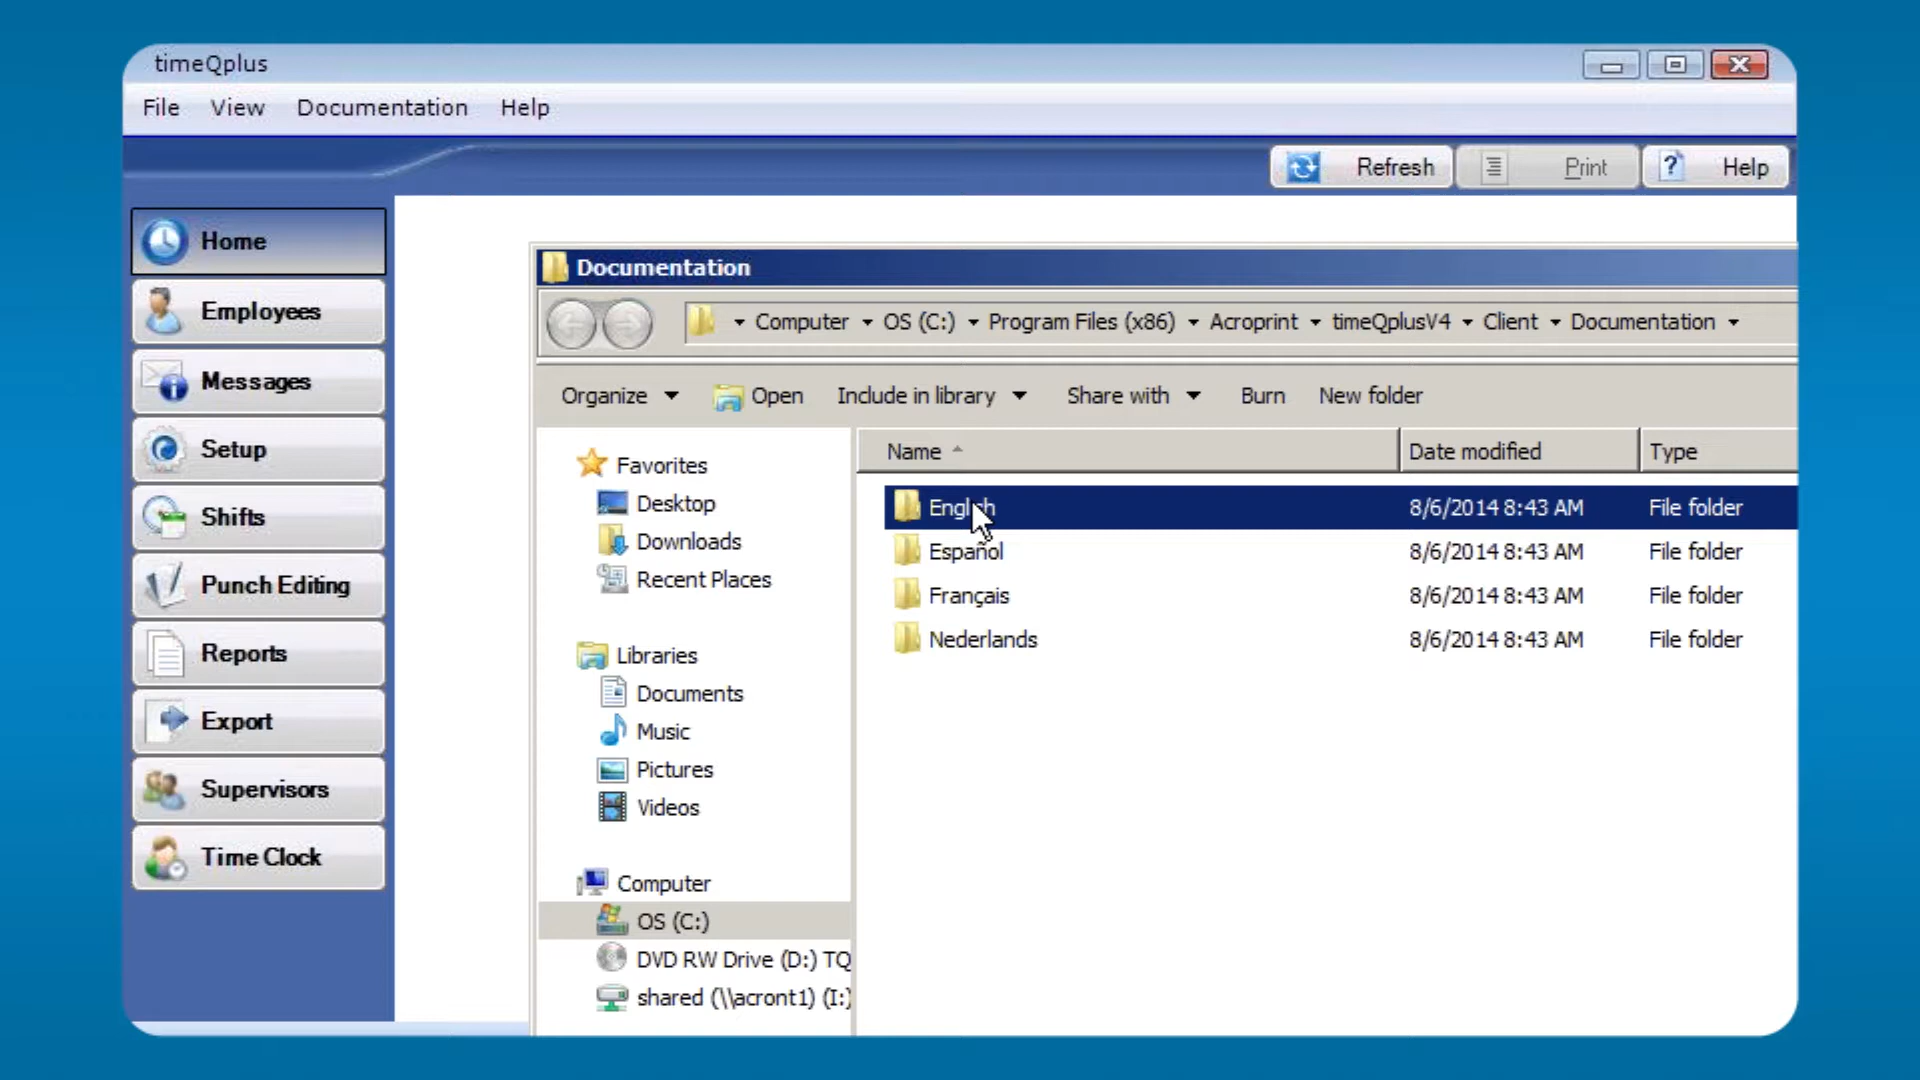 timeQplus
File View Documentation Help
Refresh Print Help
Home
Employees
Messages
Setup
Shifts
Punch Editing
Reports
Export
Supervisors
Time Clock
Documentation
Computer OS (C:) Program Files (x86) Acroprint timeQplusV4 Client Documentation
Organize Open Include in library Share with Burn New folder
Favorites
Desktop
Downloads
Recent Places
Libraries
Documents
Music
Pictures
Videos
Computer
OS (C:)
DVD RW Drive (D:) TQ
shared (\\acront1) (I:)
Name Date modified Type
English 8/6/2014 8:43 AM File folder
Español 8/6/2014 8:43 AM File folder
Français 8/6/2014 8:43 AM File folder
Nederlands 8/6/2014 8:43 AM File folder